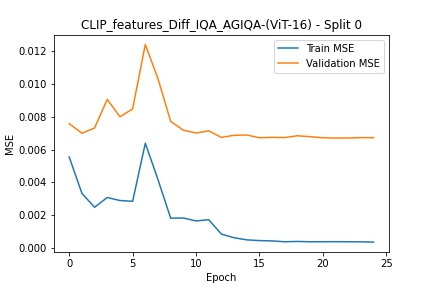 CLIP_features_Diff_IQA_AGIQA-(ViT-16) - Split 0
Train MSE
Validation MSE
MSE
0.012
0.010
0.008
0.006
0.004
0.002
0.000
0 5 10 15 20 25
Epoch